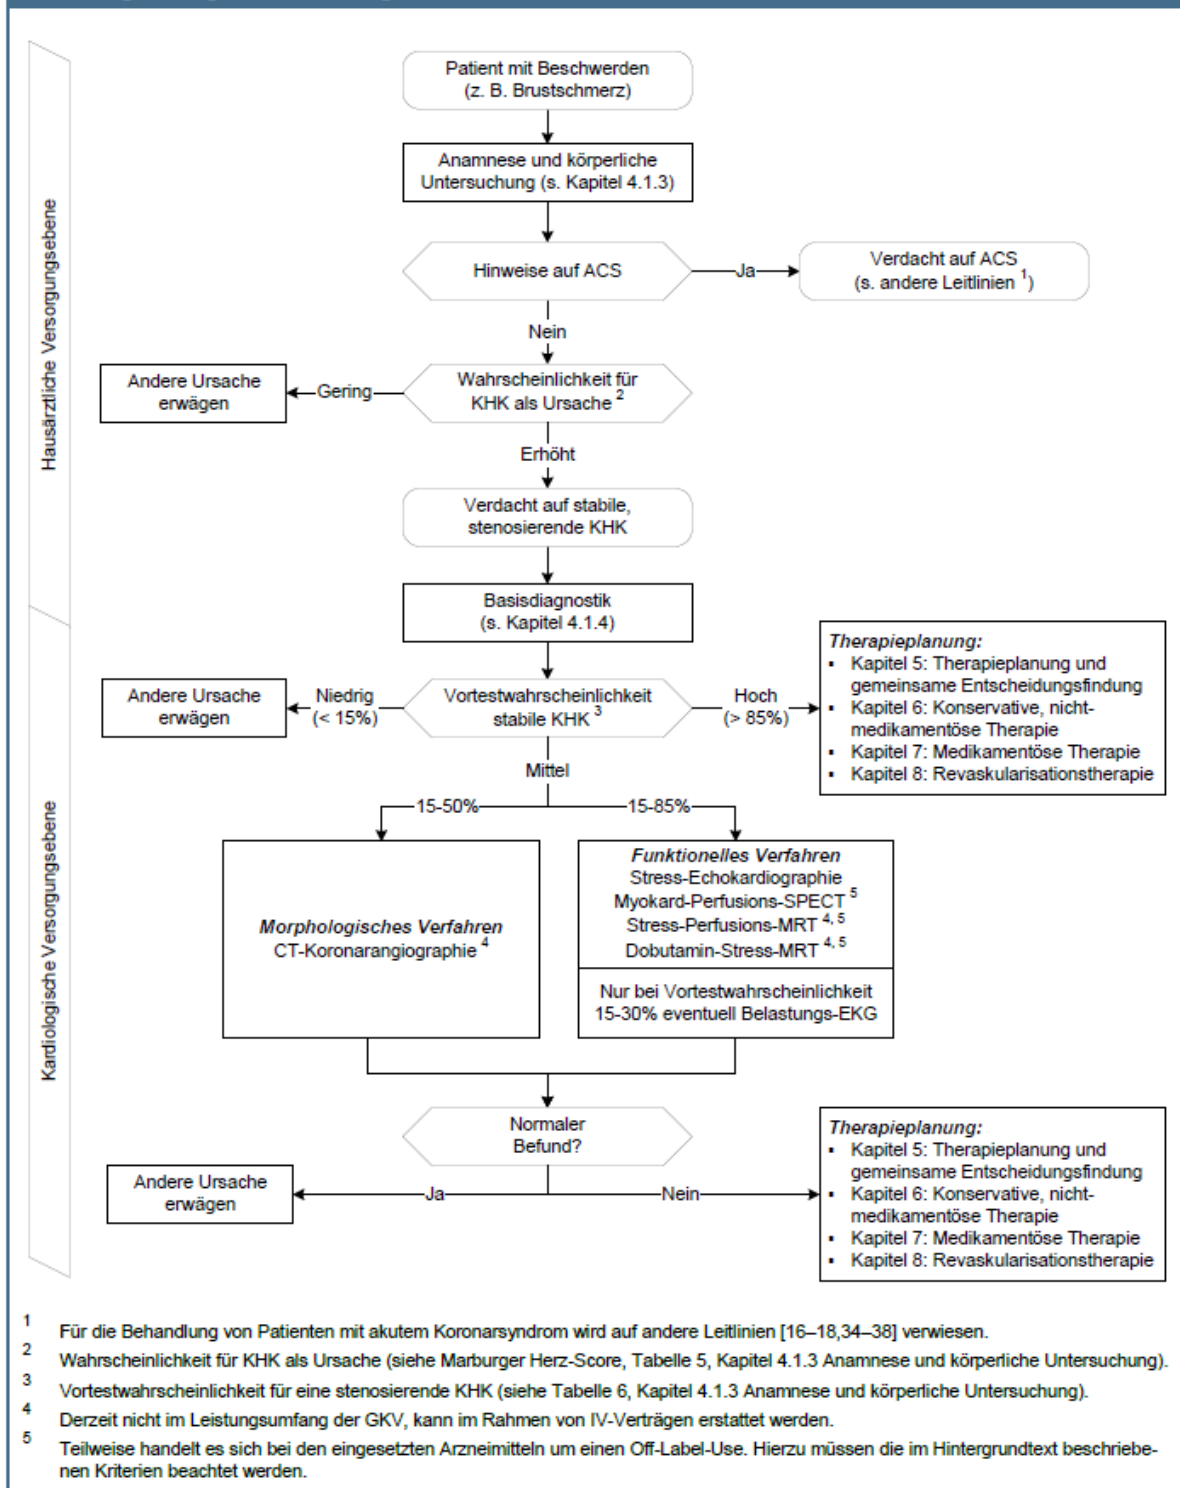 Patient mit Beschwerden
(z. B. Brustschmerz)
Anamnese und körperliche
Untersuchung (s. Kapitel 4.1.3)
Hinweise auf ACS
Ja
Verdacht auf ACS
(s. andere Leitlinien 1)
Nein
Hausärztliche Versorgungsebene
Andere Ursache
erwägen
Gering
Wahrscheinlichkeit für
KHK als Ursache 2
Erhöht
Verdacht auf stabile,
stenosierende KHK
Basisdiagnostik
(s. Kapitel 4.1.4)
Andere Ursache
erwägen
Niedrig
(< 15%)
Vortestwahrscheinlichkeit
stabile KHK 3
Hoch
(> 85%)
Therapieplanung:
▪ Kapitel 5: Therapieplanung und
gemeinsame Entscheidungsfindung
▪ Kapitel 6: Konservative, nicht-
medikamentöse Therapie
▪ Kapitel 7: Medikamentöse Therapie
▪ Kapitel 8: Revaskularisationstherapie
Mittel
15-50%
15-85%
Kardiologische Versorgungsebene
Morphologisches Verfahren
CT-Koronarangiographie 4
Funktionelles Verfahren
Stress-Echokardiographie
Myokard-Perfusions-SPECT 5
Stress-Perfusions-MRT 4, 5
Dobutamin-Stress-MRT 4, 5
Nur bei Vortestwahrscheinlichkeit
15-30% eventuell Belastungs-EKG
Normaler
Befund?
Andere Ursache
erwägen
Ja
Nein
Therapieplanung:
▪ Kapitel 5: Therapieplanung und
gemeinsame Entscheidungsfindung
▪ Kapitel 6: Konservative, nicht-
medikamentöse Therapie
▪ Kapitel 7: Medikamentöse Therapie
▪ Kapitel 8: Revaskularisationstherapie
1 Für die Behandlung von Patienten mit akutem Koronarsyndrom wird auf andere Leitlinien [16–18,34–38] verwiesen.
2 Wahrscheinlichkeit für KHK als Ursache (siehe Marburger Herz-Score, Tabelle 5, Kapitel 4.1.3 Anamnese und körperliche Untersuchung).
3 Vortestwahrscheinlichkeit für eine stenosierende KHK (siehe Tabelle 6, Kapitel 4.1.3 Anamnese und körperliche Untersuchung).
4 Derzeit nicht im Leistungsumfang der GKV, kann im Rahmen von IV-Verträgen erstattet werden.
5 Teilweise handelt es sich bei den eingesetzten Arzneimitteln um einen Off-Label-Use. Hierzu müssen die im Hintergrundtext beschriebe-
nen Kriterien beachtet werden.